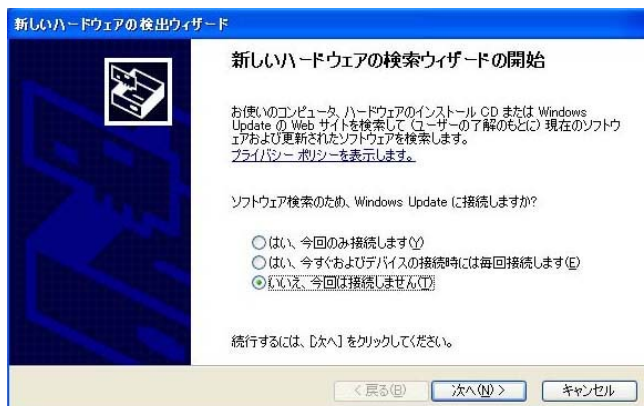 新しいハードウェアの検出ウィザード
新しいハードウェアの検索ウィザードの開始
お使いのコンピュータ、ハードウェアのインストール CD または Windows
Update の Web サイトを検索して (ユーザーの了解のもとに) 現在のソフトウ
ェアおよび更新されたソフトウェアを検索します。
プライバシー ポリシーを表示します。
ソフトウェア検索のため、Windows Update に接続しますか?
はい、今回のみ接続します(Y)
はい、今すぐおよびデバイスの接続時には毎回接続します(E)
いいえ、今回は接続しません(T)
続行するには、[次へ] をクリックしてください。
< 戻る(B)
次へ(N) >
キャンセル